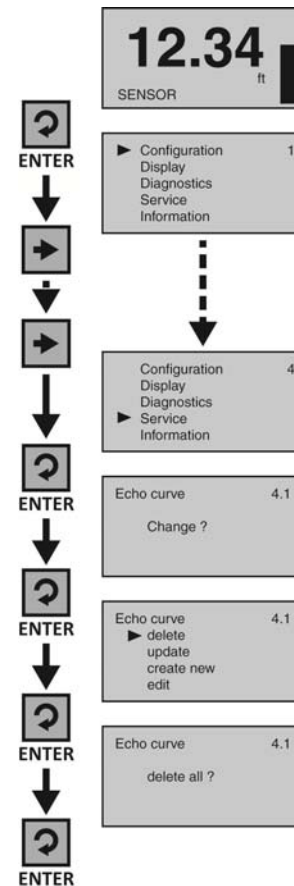 12.34
ft
SENSOR
ENTER
Configuration 1
Display
Diagnostics
Service
Information
Configuration 4
Display
Diagnostics
Service
Information
ENTER
Echo curve 4.1
Change ?
ENTER
Echo curve 4.1
delete
update
create new
edit
ENTER
Echo curve 4.1
delete all ?
ENTER